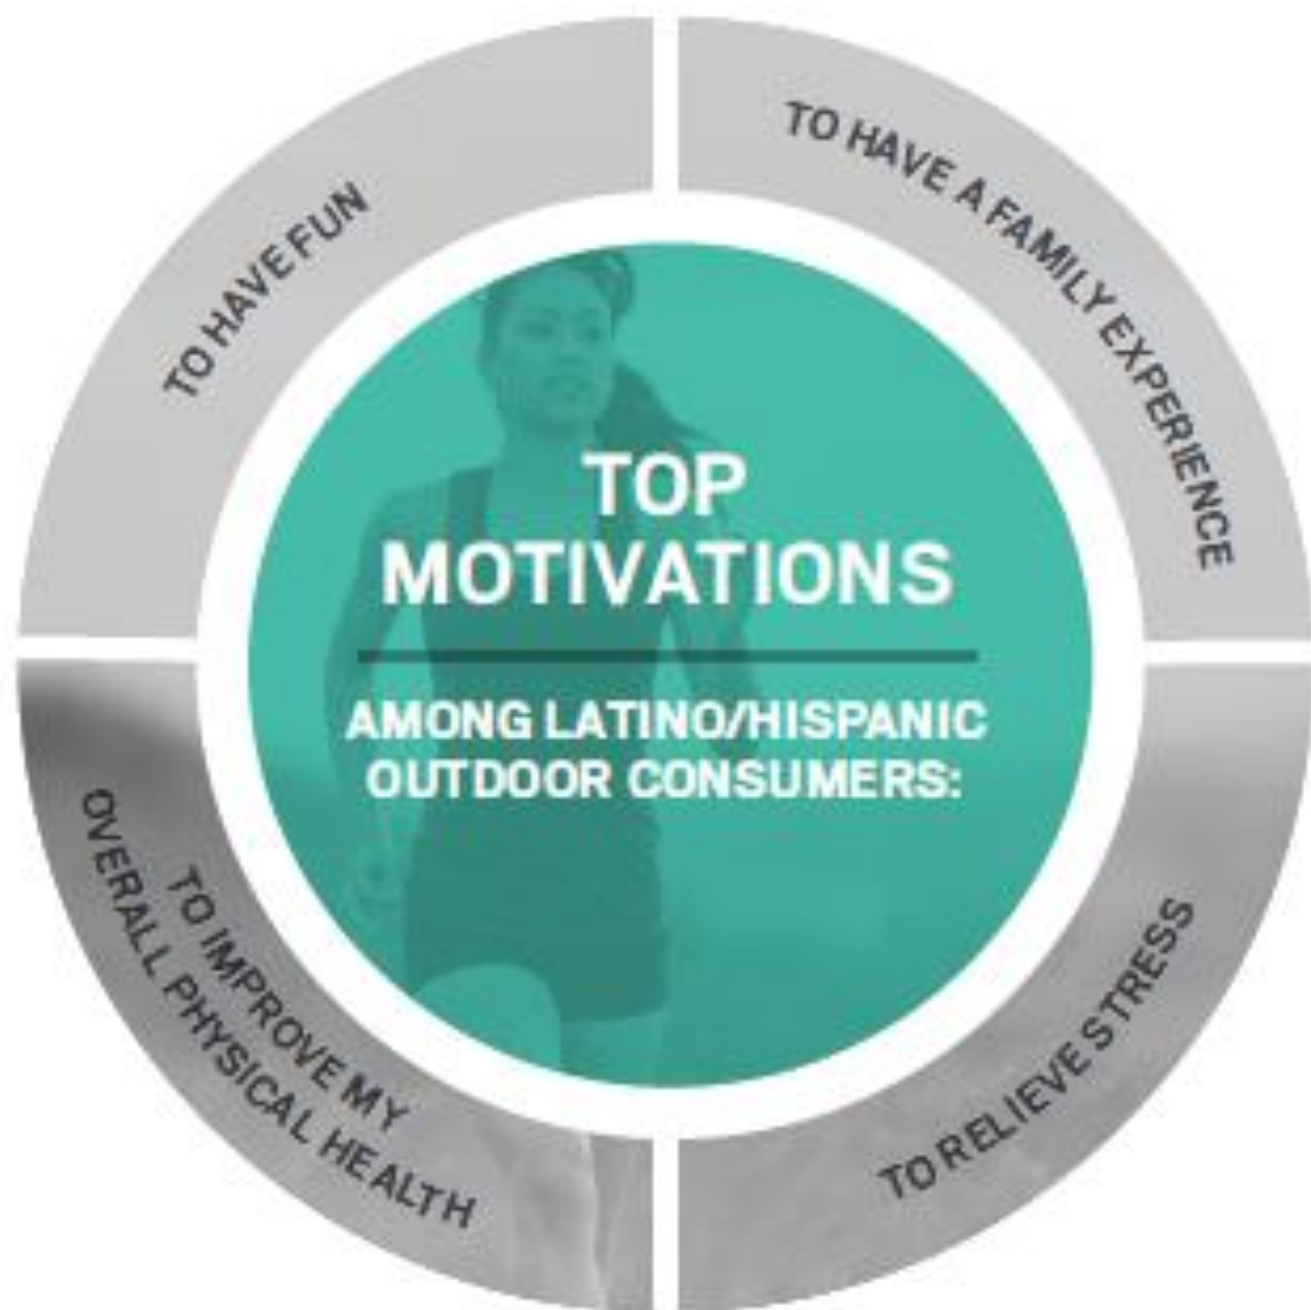 TOP
MOTIVATIONS
AMONG LATINO/HISPANIC
OUTDOOR CONSUMERS:
TO HAVE FUN
TO HAVE A FAMILY EXPERIENCE
TO IMPROVE MY
OVERALL PHYSICAL HEALTH
TO RELIEVE STRESS